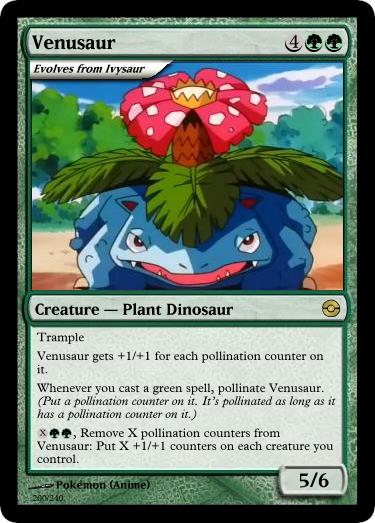 Venusaur 4
Evolves from Ivysaur
Creature — Plant Dinosaur
Trample
Venusaur gets +1/+1 for each pollination counter on
it.
Whenever you cast a green spell, pollinate Venusaur.
(Put a pollination counter on it. It's pollinated as long as it
has a pollination counter on it.)
X, Remove X pollination counters from
Venusaur: Put X +1/+1 counters on each creature you
control.
5/6
Pokémon (Anime)
200/240